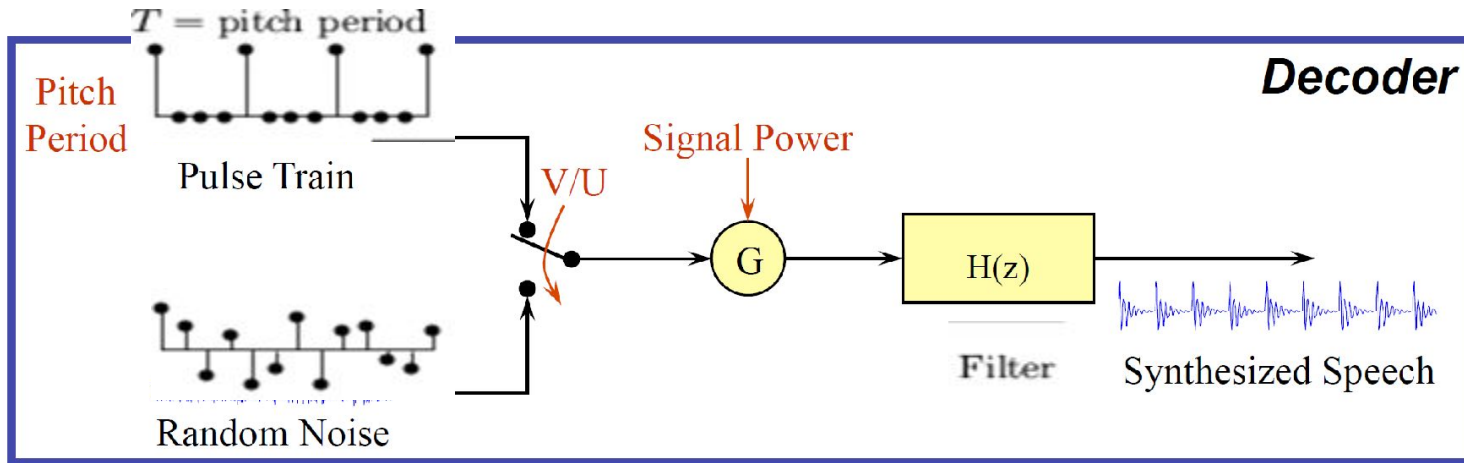 T = pitch period
Decoder
Pitch
Period
Pulse Train
V/U
Signal Power
G
H(z)
Filter
Synthesized Speech
Random Noise